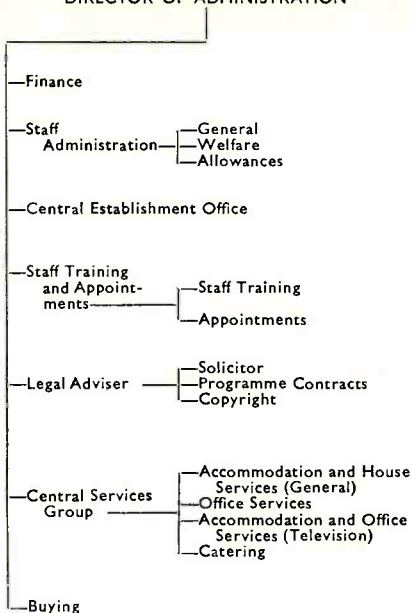 DIRECTOR OF ADMINISTRATION
Finance
Staff
Administration
General
Welfare
Allowances
Central Establishment Office
Staff Training
and Appoint-
ments
Staff Training
Appointments
Legal Adviser
Solicitor
Programme Contracts
Copyright
Central Services
Group
Accommodation and House
Services (General)
Office Services
Accommodation and Office
Services (Television)
Catering
Buying